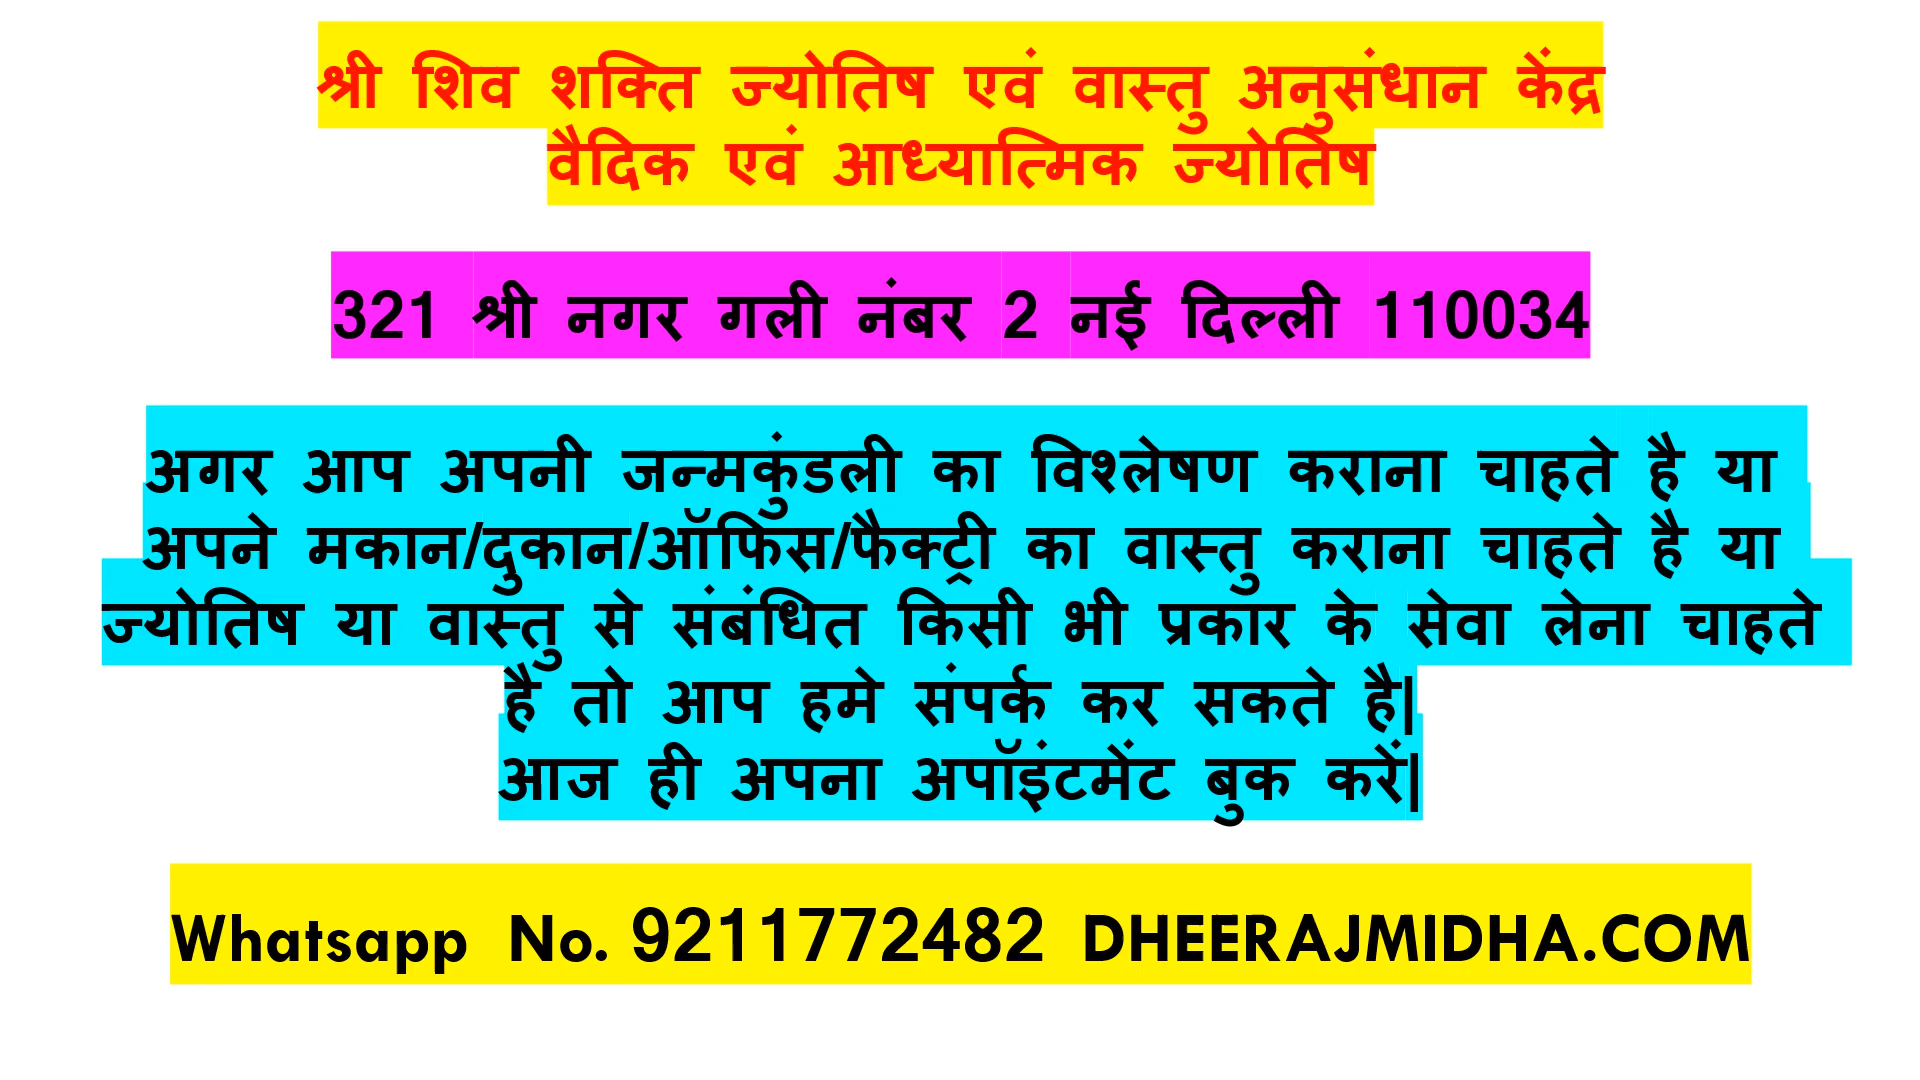 श्री शिव शक्ति ज्योतिष एवं वास्तु अनुसंधान केंद्र
वैदिक एवं आध्यात्मिक ज्योतिष
321 श्री नगर गली नंबर 2 नई दिल्ली 110034
अगर आप अपनी जन्मकुंडली का विश्लेषण कराना चाहते है या
अपने मकान/दुकान/ऑफिस/फैक्ट्री का वास्तु कराना चाहते है या
ज्योतिष या वास्तु से संबंधित किसी भी प्रकार के सेवा लेना चाहते
है तो आप हमे संपर्क कर सकते है|
आज ही अपना अपॉइंटमेंट बुक करें|
Whatsapp No. 9211772482 DHEERAJMIDHA.COM